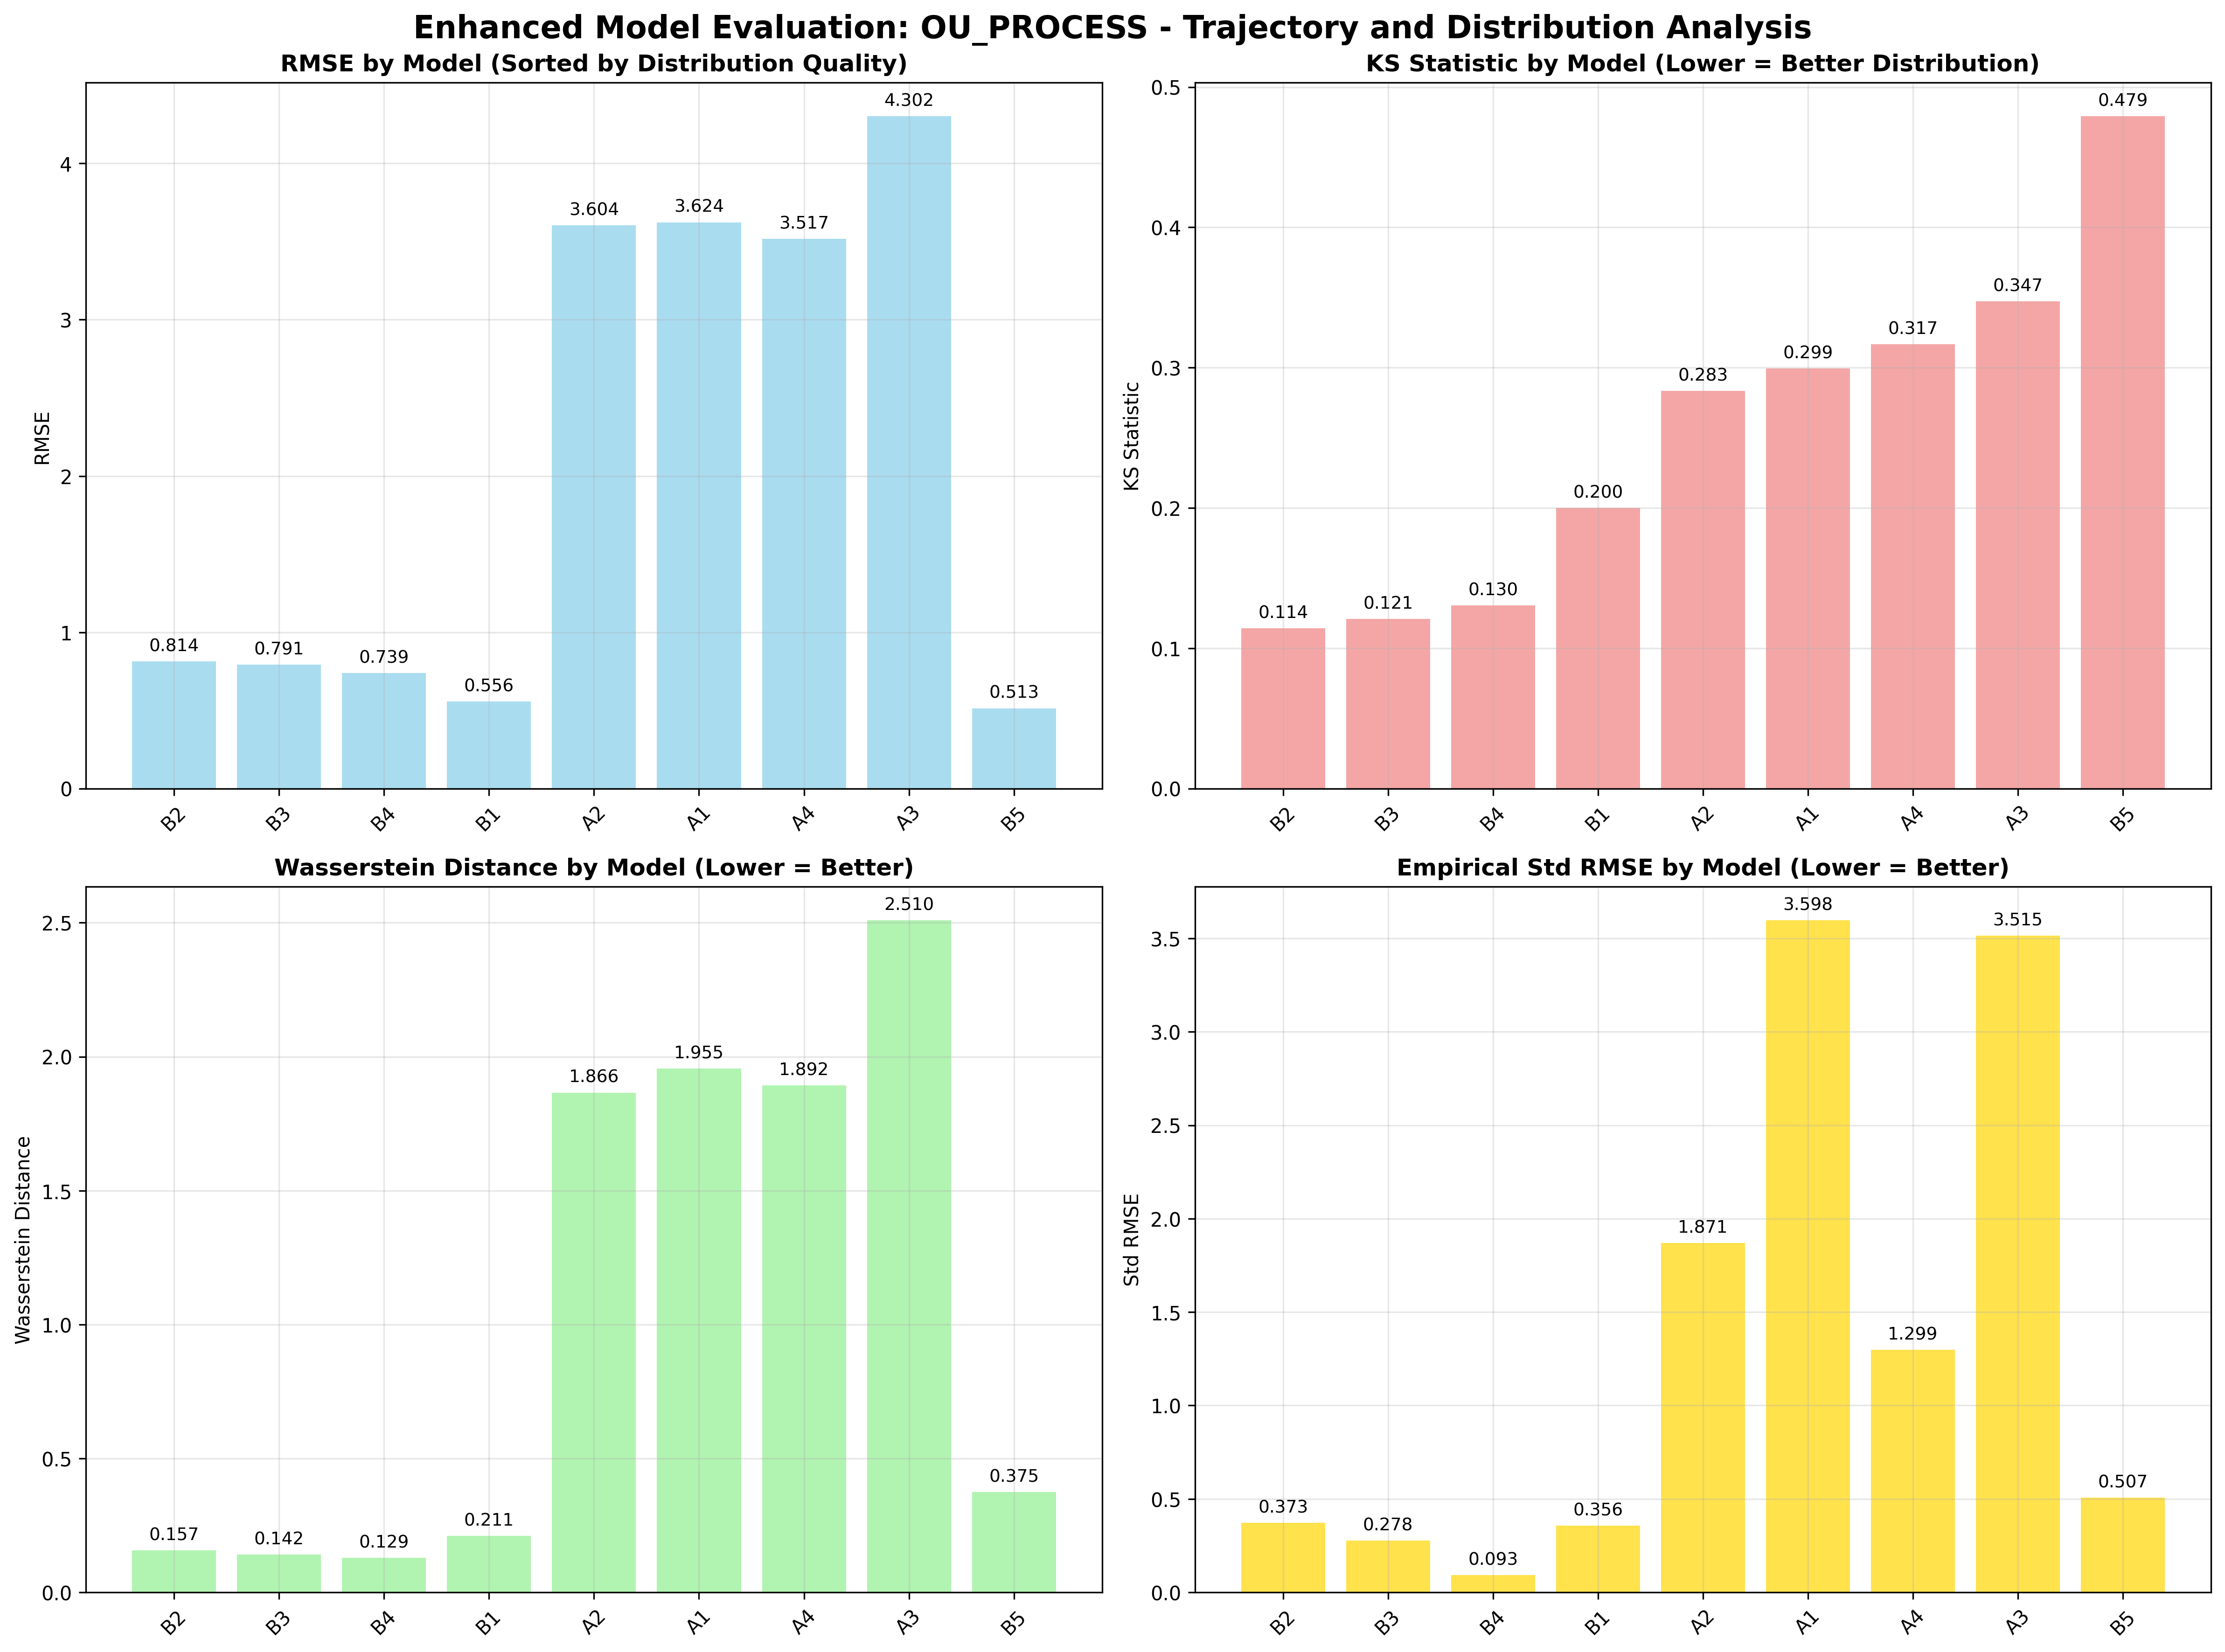 Enhanced Model Evaluation: OU_PROCESS - Trajectory and Distribution Analysis
RMSE by Model (Sorted by Distribution Quality)
RMSE
4
3
2
1
0
0.814
0.791
0.739
0.556
3.604
3.624
3.517
4.302
0.513
B2
B3
B4
B1
A2
A1
A4
A3
B5
KS Statistic by Model (Lower = Better Distribution)
KS Statistic
0.5
0.4
0.3
0.2
0.1
0.0
0.114
0.121
0.130
0.200
0.283
0.299
0.317
0.347
0.479
B2
B3
B4
B1
A2
A1
A4
A3
B5
Wasserstein Distance by Model (Lower = Better)
Wasserstein Distance
2.5
2.0
1.5
1.0
0.5
0.0
0.157
0.142
0.129
0.211
1.866
1.955
1.892
2.510
0.375
B2
B3
B4
B1
A2
A1
A4
A3
B5
Empirical Std RMSE by Model (Lower = Better)
Std RMSE
3.5
3.0
2.5
2.0
1.5
1.0
0.5
0.0
0.373
0.278
0.093
0.356
1.871
3.598
1.299
3.515
0.507
B2
B3
B4
B1
A2
A1
A4
A3
B5